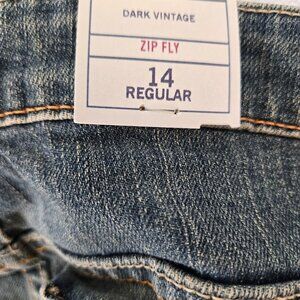 DARK VINTAGE
ZIP FLY
14
REGULAR